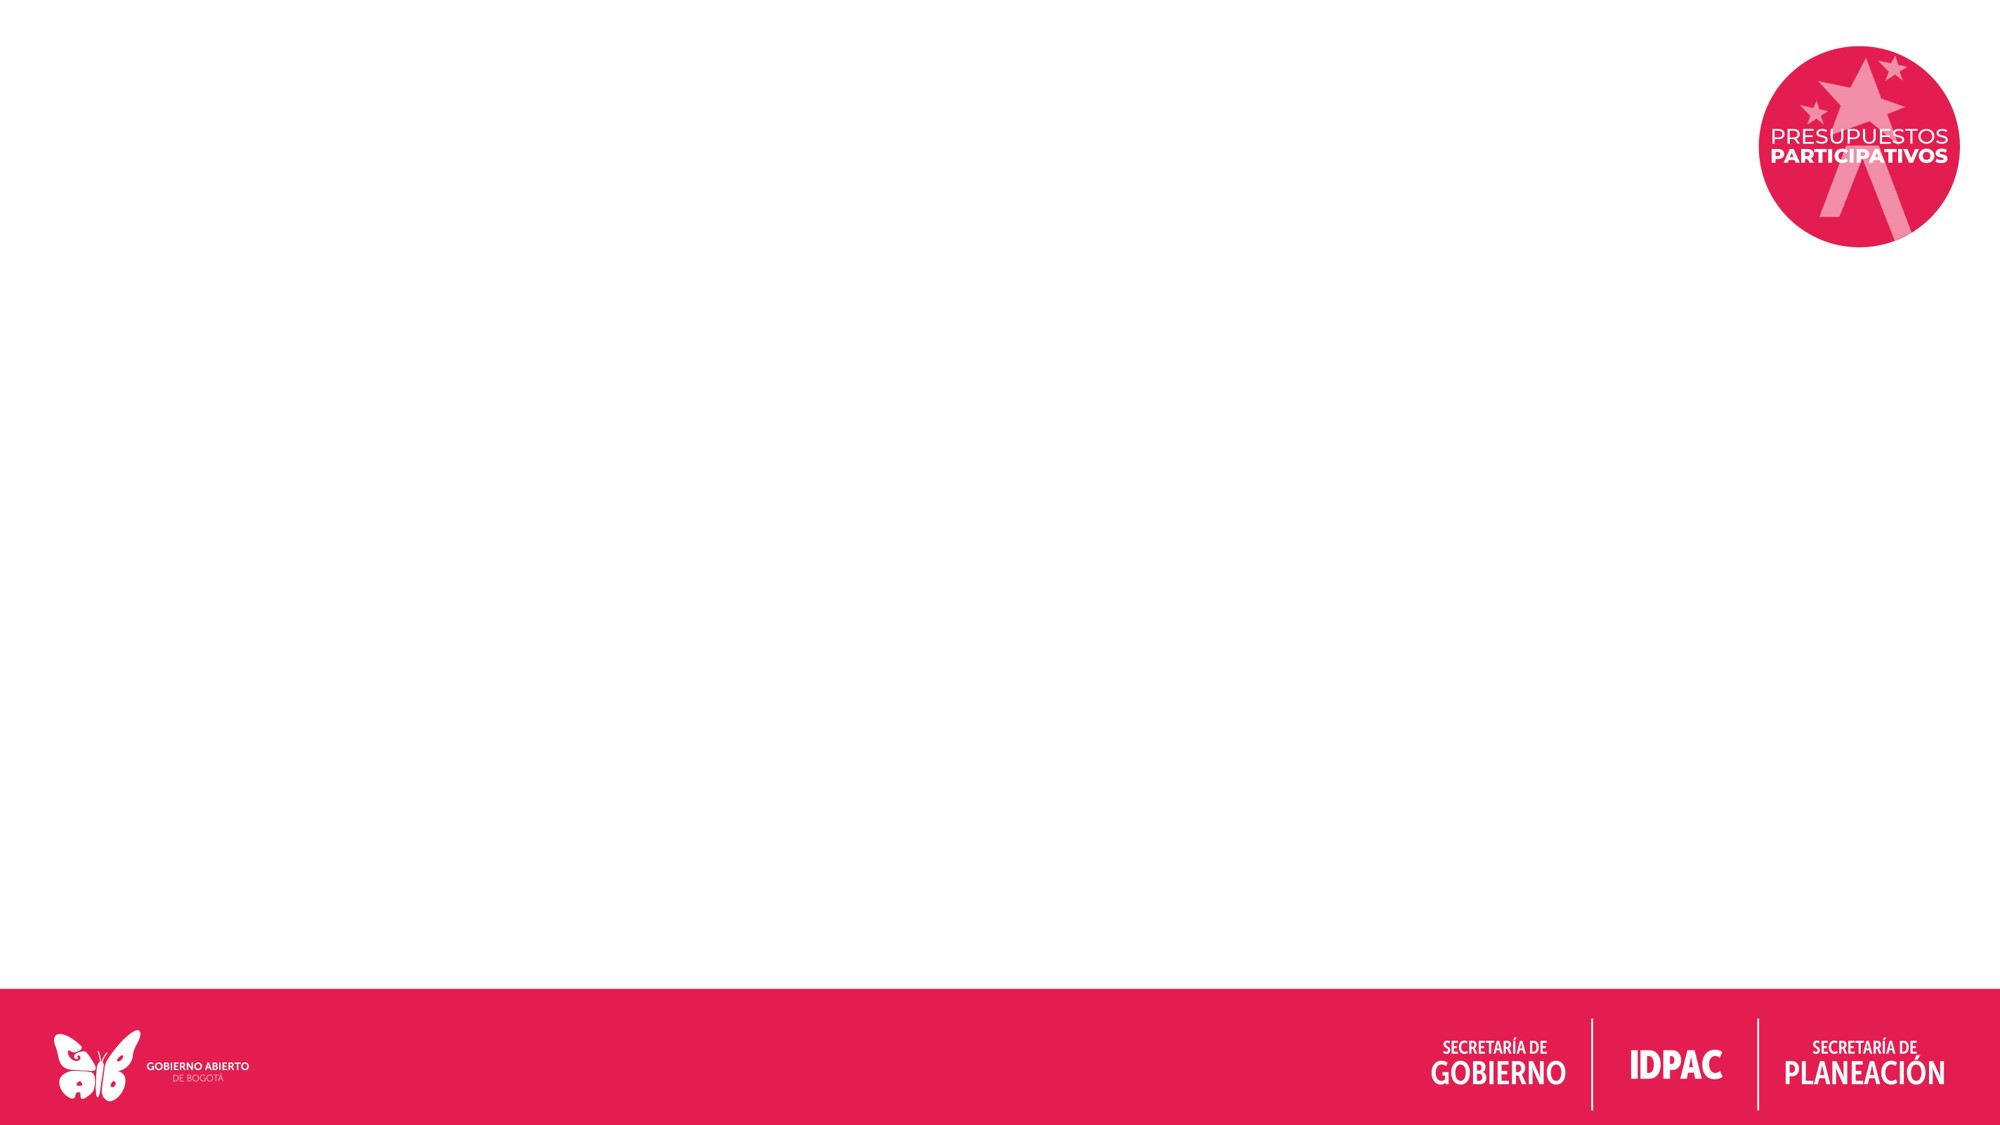 PRESUPUESTOS
PARTICIPATIVOS
GOBIERNO ABIERTO
DE BOGOTÁ
SECRETARÍA DE
GOBIERNO
IDPAC
SECRETARÍA DE
PLANEACIÓN